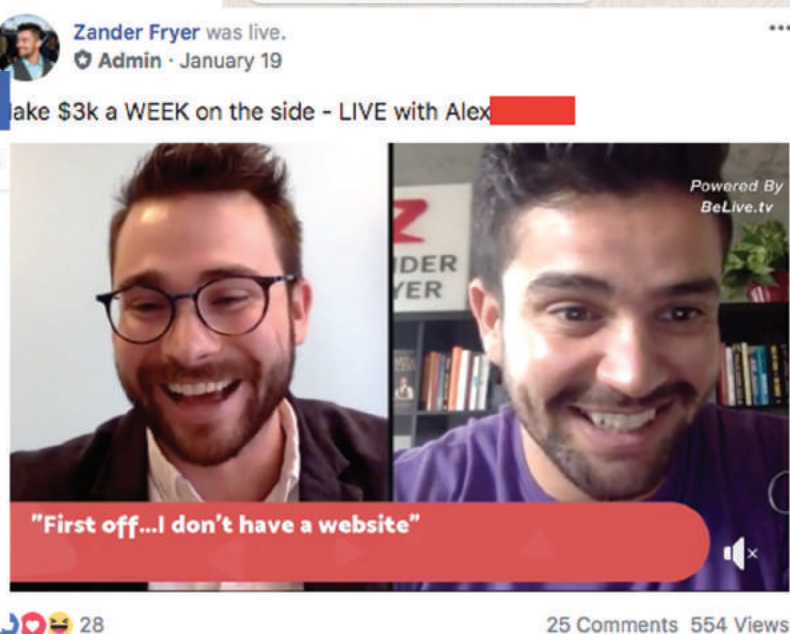 Zander Fryer was live.
Admin · January 19
ake $3k a WEEK on the side - LIVE with Alex
Powered By
BeLive.tv
Z
DER
YER
"First off...I don't have a website"
28
25 Comments 554 Views